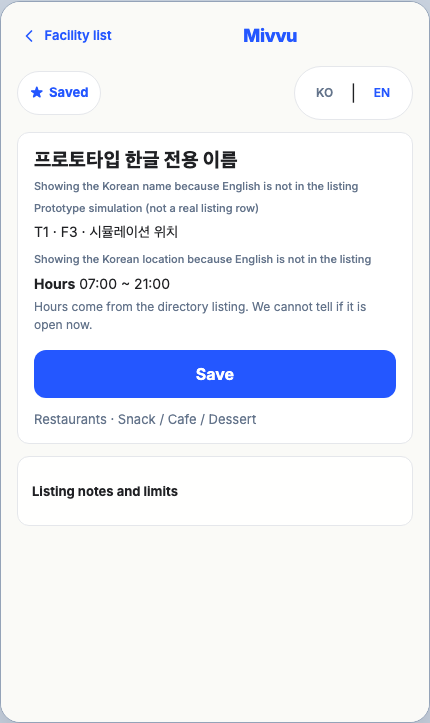 Facility list
Mivvu
Saved
KO | EN
프로토타입 한글 전용 이름
Showing the Korean name because English is not in the listing
Prototype simulation (not a real listing row)
T1 · F3 · 시뮬레이션 위치
Showing the Korean location because English is not in the listing
Hours 07:00 ~ 21:00
Hours come from the directory listing. We cannot tell if it is
open now.
Save
Restaurants · Snack / Cafe / Dessert
Listing notes and limits